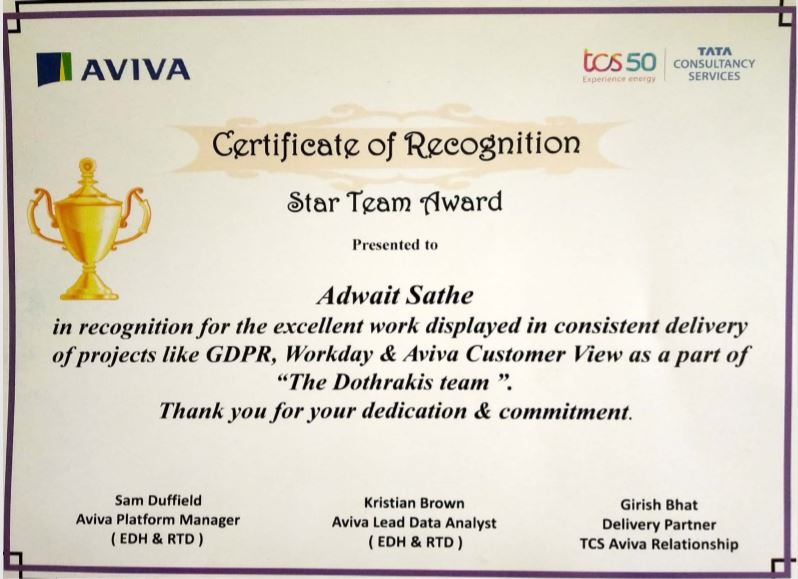 AVIVA
tcs 50
Experience energy
TATA
CONSULTANCY
SERVICES
Certificate of Recognition
Star Team Award
Presented to
Adwait Sathe
in recognition for the excellent work displayed in consistent delivery
of projects like GDPR, Workday & Aviva Customer View as a part of
“The Dothrakis team ”.
Thank you for your dedication & commitment.
Sam Duffield
Aviva Platform Manager
( EDH & RTD )
Kristian Brown
Aviva Lead Data Analyst
( EDH & RTD )
Girish Bhat
Delivery Partner
TCS Aviva Relationship